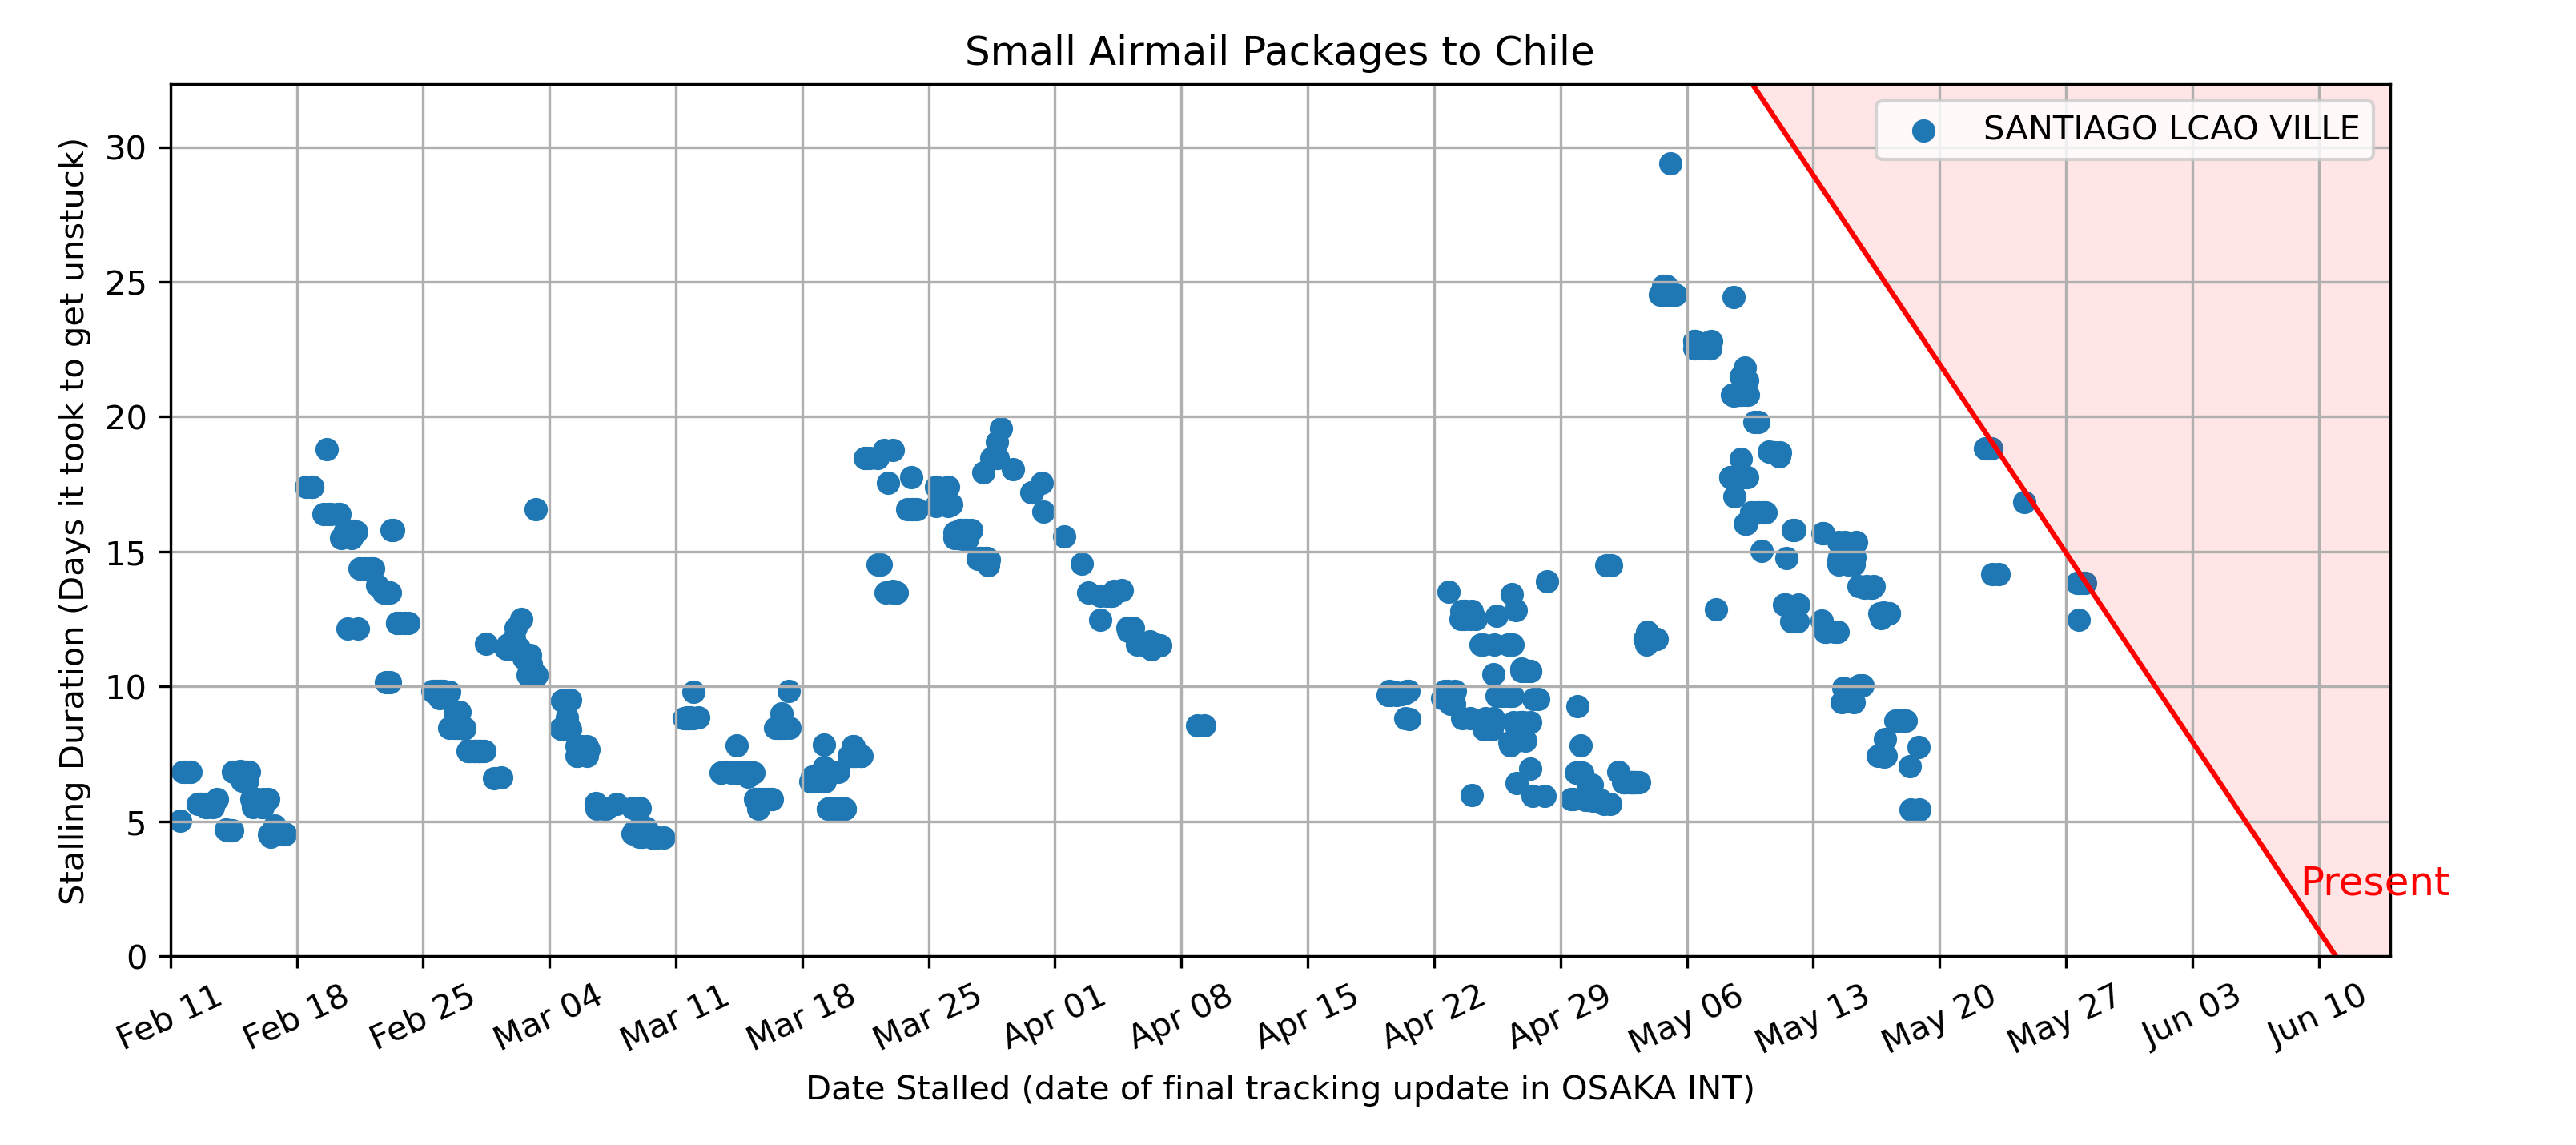 Small Airmail Packages to Chile
SANTIAGO LCAO VILLE
Stalling Duration (Days it took to get unstuck)
30
25
20
15
10
5
0
Present
Feb 11
Feb 18
Feb 25
Mar 04
Mar 11
Mar 18
Mar 25
Apr 01
Apr 08
Apr 15
Apr 22
Apr 29
May 06
May 13
May 20
May 27
Jun 03
Jun 10
Date Stalled (date of final tracking update in OSAKA INT)